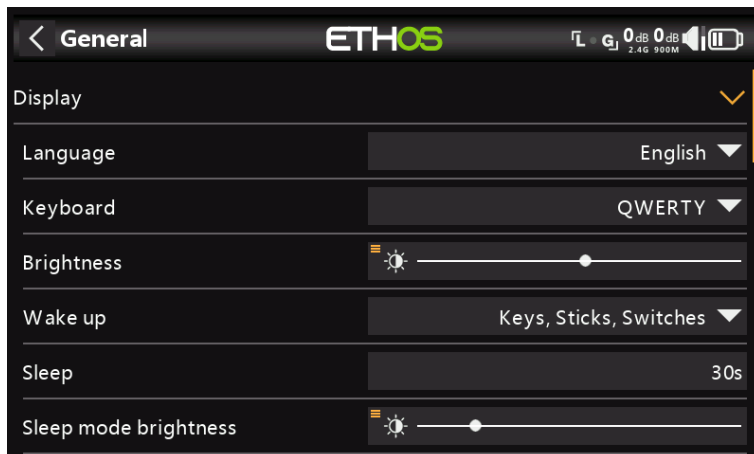 General
ETHOS
L G 0dB 0dB
2.4G 900M
Display
Language English
Keyboard QWERTY
Brightness
Wake up Keys, Sticks, Switches
Sleep 30s
Sleep mode brightness